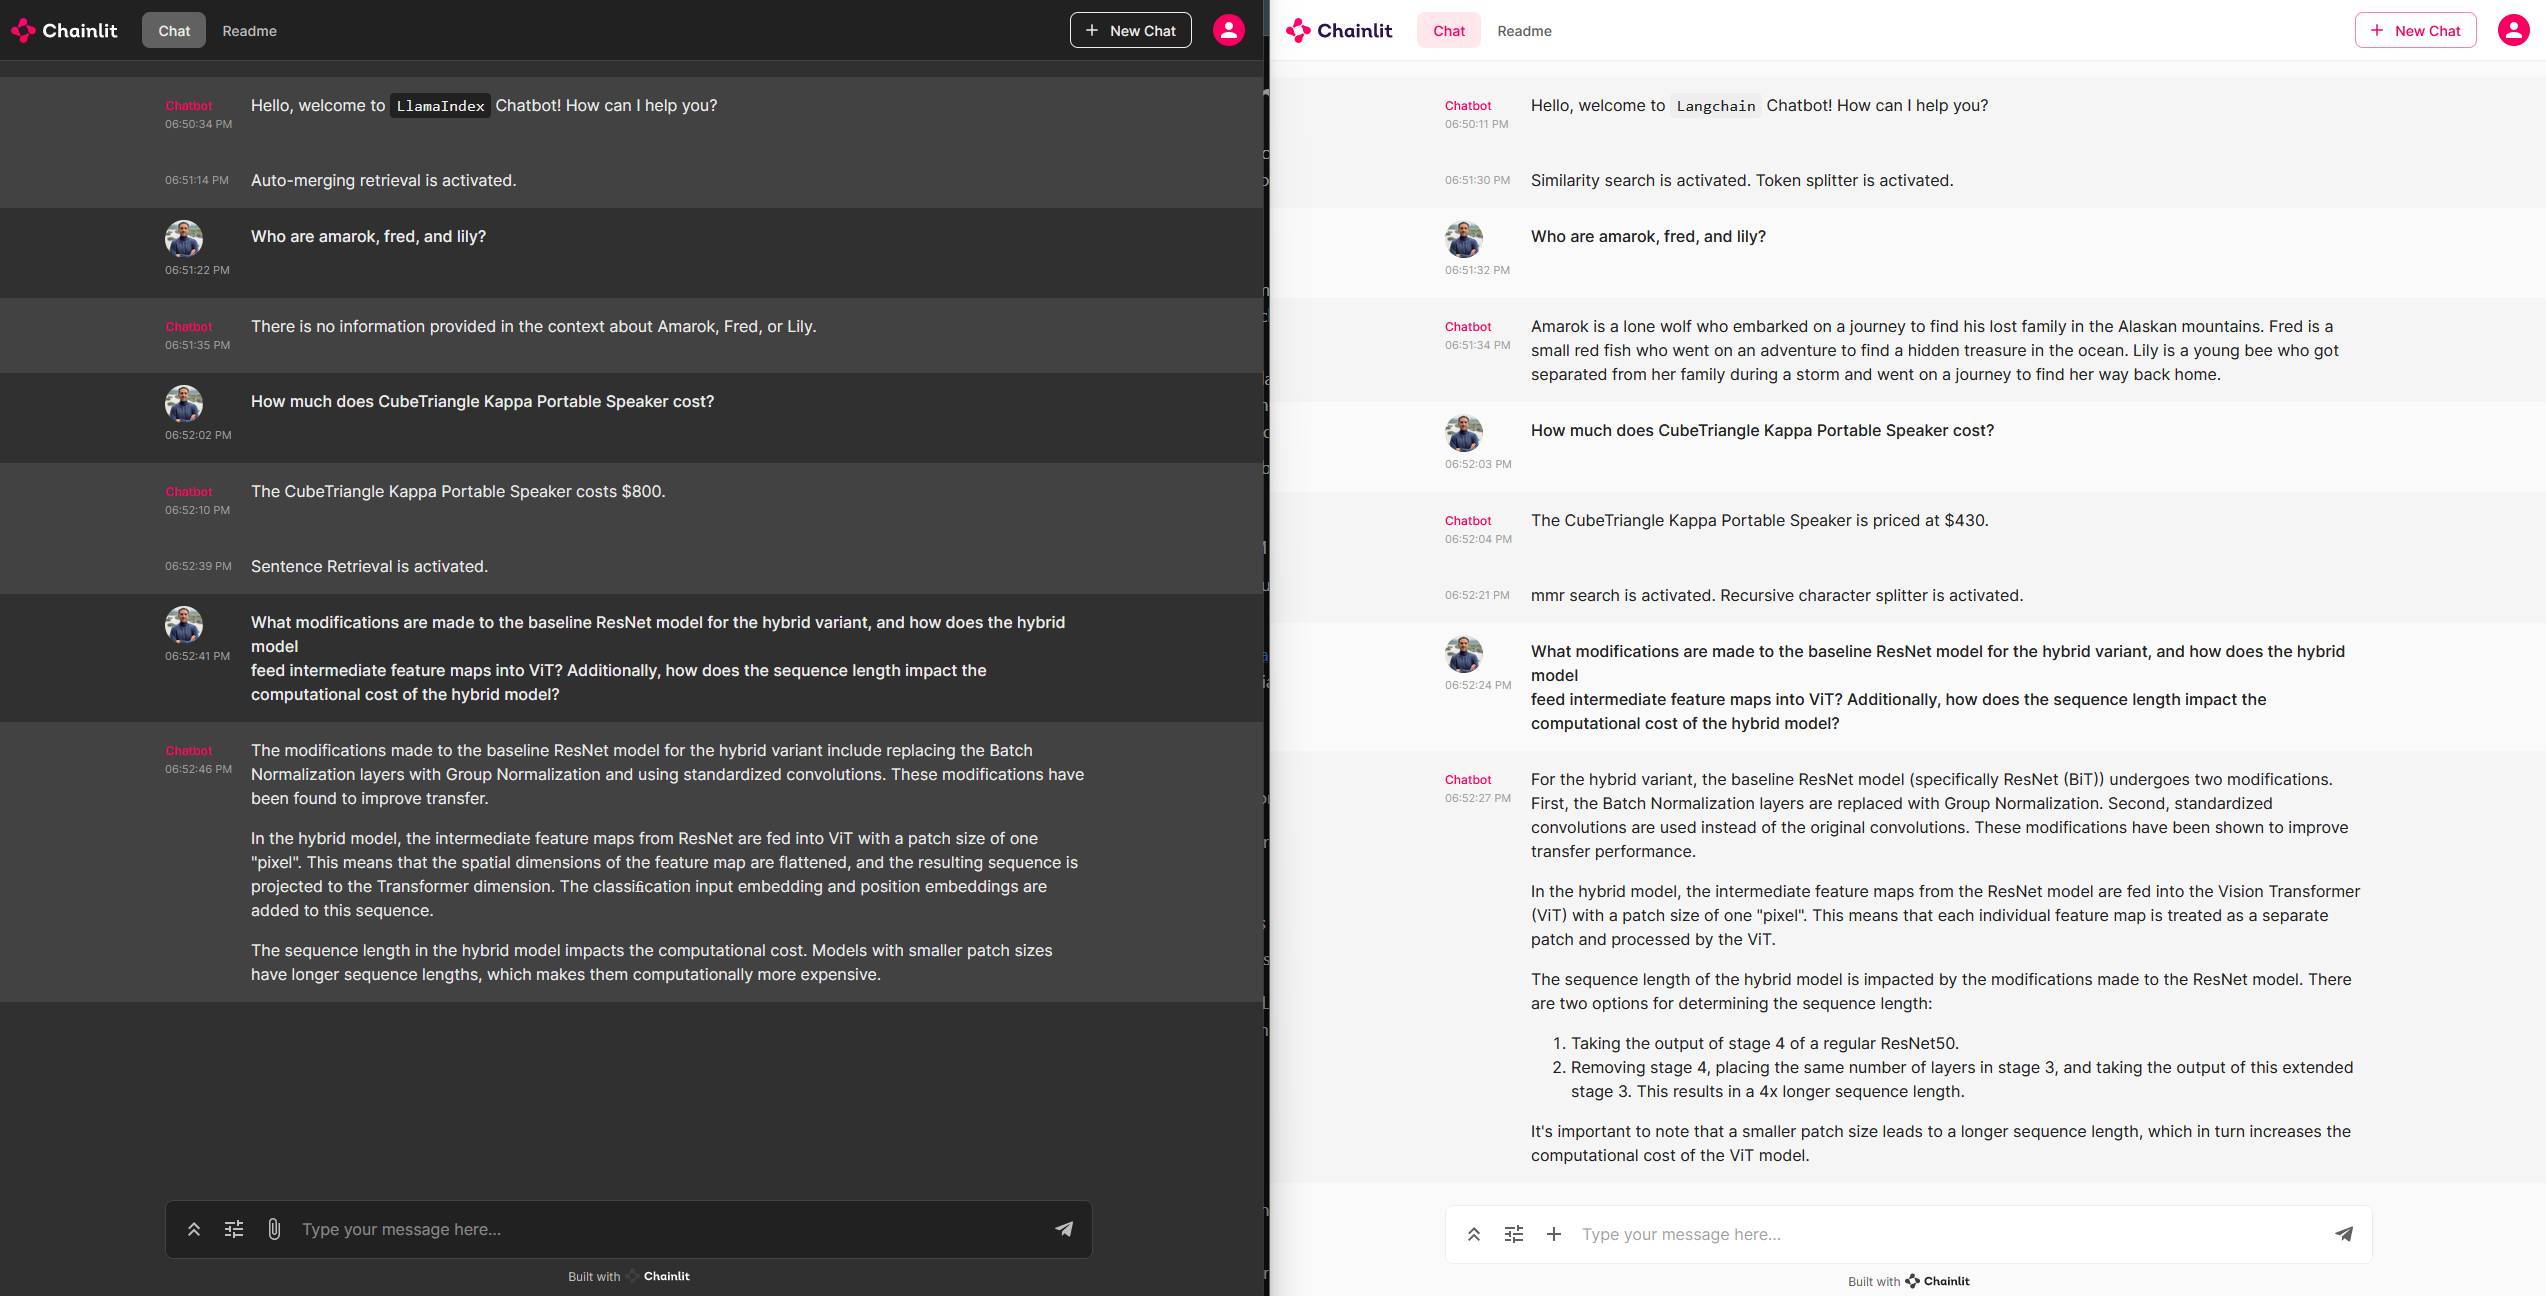 Chainlit
Chat
Readme
New Chat
Chatbot
06:50:34 PM
Hello, welcome to LlamaIndex Chatbot! How can I help you?
06:51:14 PM
Auto-merging retrieval is activated.
Who are amarok, fred, and lily?
06:51:22 PM
Chatbot
06:51:35 PM
There is no information provided in the context about Amarok, Fred, or Lily.
How much does CubeTriangle Kappa Portable Speaker cost?
06:52:02 PM
Chatbot
06:52:10 PM
The CubeTriangle Kappa Portable Speaker costs $800.
06:52:39 PM
Sentence Retrieval is activated.
06:52:41 PM
What modifications are made to the baseline ResNet model for the hybrid variant, and how does the hybrid
model
feed intermediate feature maps into ViT? Additionally, how does the sequence length impact the
computational cost of the hybrid model?
Chatbot
06:52:46 PM
The modifications made to the baseline ResNet model for the hybrid variant include replacing the Batch
Normalization layers with Group Normalization and using standardized convolutions. These modifications have
been found to improve transfer.
In the hybrid model, the intermediate feature maps from ResNet are fed into ViT with a patch size of one
"pixel". This means that the spatial dimensions of the feature map are flattened, and the resulting sequence is
projected to the Transformer dimension. The classification input embedding and position embeddings are
added to this sequence.
The sequence length in the hybrid model impacts the computational cost. Models with smaller patch sizes
have longer sequence lengths, which makes them computationally more expensive.
Type your message here...
Built with Chainlit
Chainlit
Chat
Readme
New Chat
Chatbot
06:50:11 PM
Hello, welcome to Langchain Chatbot! How can I help you?
06:51:30 PM
Similarity search is activated. Token splitter is activated.
Who are amarok, fred, and lily?
06:51:32 PM
Chatbot
06:51:34 PM
Amarok is a lone wolf who embarked on a journey to find his lost family in the Alaskan mountains. Fred is a
small red fish who went on an adventure to find a hidden treasure in the ocean. Lily is a young bee who got
separated from her family during a storm and went on a journey to find her way back home.
How much does CubeTriangle Kappa Portable Speaker cost?
06:52:03 PM
Chatbot
06:52:04 PM
The CubeTriangle Kappa Portable Speaker is priced at $430.
06:52:21 PM
mmr search is activated. Recursive character splitter is activated.
06:52:24 PM
What modifications are made to the baseline ResNet model for the hybrid variant, and how does the hybrid
model
feed intermediate feature maps into ViT? Additionally, how does the sequence length impact the
computational cost of the hybrid model?
Chatbot
06:52:27 PM
For the hybrid variant, the baseline ResNet model (specifically ResNet (BiT)) undergoes two modifications.
First, the Batch Normalization layers are replaced with Group Normalization. Second, standardized
convolutions are used instead of the original convolutions. These modifications have been shown to improve
transfer performance.
In the hybrid model, the intermediate feature maps from the ResNet model are fed into the Vision Transformer
(ViT) with a patch size of one "pixel". This means that each individual feature map is treated as a separate
patch and processed by the ViT.
The sequence length of the hybrid model is impacted by the modifications made to the ResNet model. There
are two options for determining the sequence length:
1. Taking the output of stage 4 of a regular ResNet50.
2. Removing stage 4, placing the same number of layers in stage 3, and taking the output of this extended
stage 3. This results in a 4x longer sequence length.
It's important to note that a smaller patch size leads to a longer sequence length, which in turn increases the
computational cost of the ViT model.
Type your message here...
Built with Chainlit